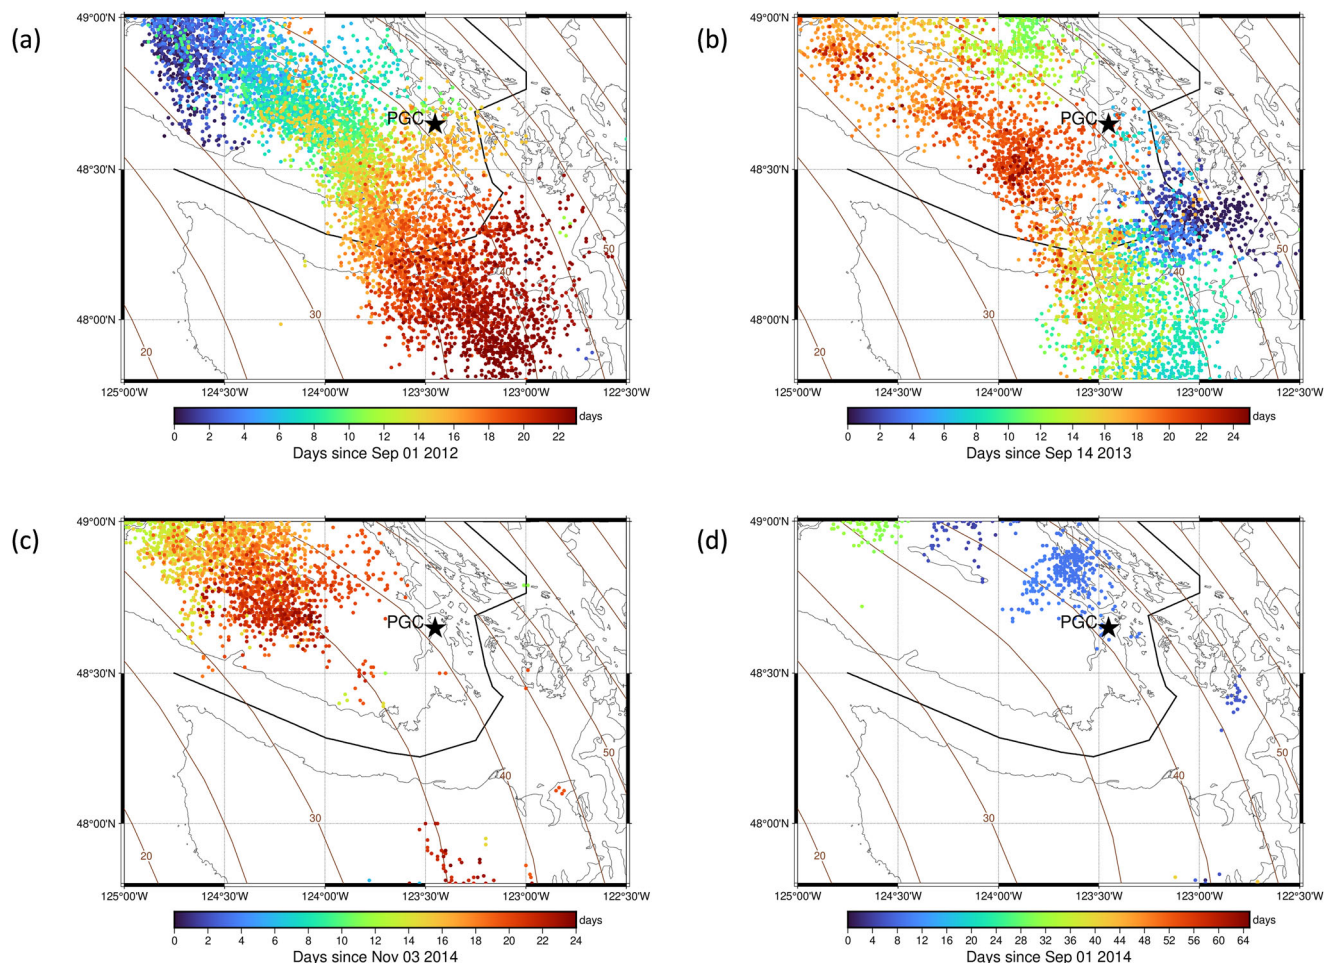 (a)
49°00'N
48°30'N
48°00'N
PGC
20
30
40
50
125°00'W 124°30'W 124°00'W 123°30'W 123°00'W 122°30'W
days
0 2 4 6 8 10 12 14 16 18 20 22
Days since Sep 01 2012
(b)
49°00'N
48°30'N
48°00'N
PGC
20
30
40
50
125°00'W 124°30'W 124°00'W 123°30'W 123°00'W 122°30'W
days
0 2 4 6 8 10 12 14 16 18 20 22 24
Days since Sep 14 2013
(c)
49°00'N
48°30'N
48°00'N
PGC
20
30
40
50
125°00'W 124°30'W 124°00'W 123°30'W 123°00'W 122°30'W
days
0 2 4 6 8 10 12 14 16 18 20 22 24
Days since Nov 03 2014
(d)
49°00'N
48°30'N
48°00'N
PGC
20
30
40
50
125°00'W 124°30'W 124°00'W 123°30'W 123°00'W 122°30'W
days
0 4 8 12 16 20 24 28 32 36 40 44 48 52 56 60 64
Days since Sep 01 2014